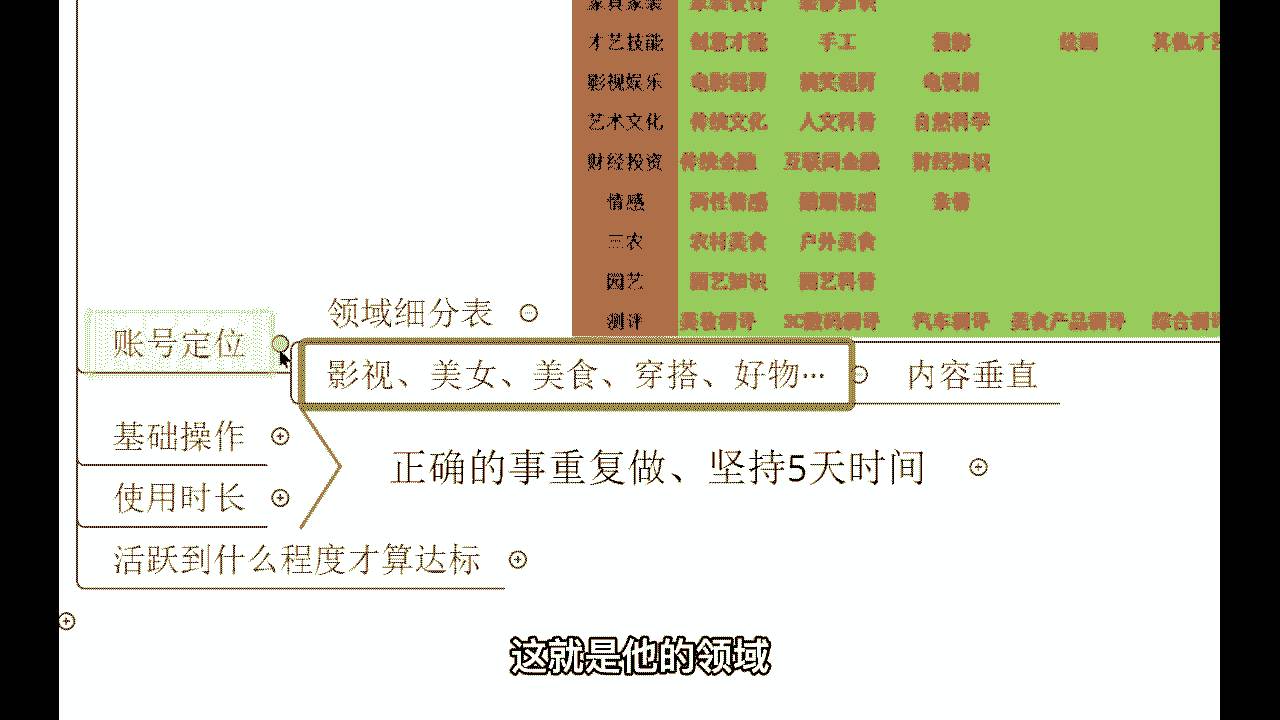 才艺技能 创意才能 手工 摄影 绘画 其他才艺
影视娱乐 电影视剪 搞笑视剪 电视剧
艺术文化 传统文化 人文科普 自然科学
财经投资 传统金融 互联网金融 财经知识
情感 两性情感 婚姻情感 亲情
三农 农村美食 户外美食
园艺 园艺知识 园艺科普
测评 美妆测评 3C数码测评 汽车测评 美食产品测评 综合测评
领域细分表
账号定位
影视、美女、美食、穿搭、好物… 内容垂直
基础操作
正确的事重复做、坚持5天时间
使用时长
活跃到什么程度才算达标
这就是他的领域